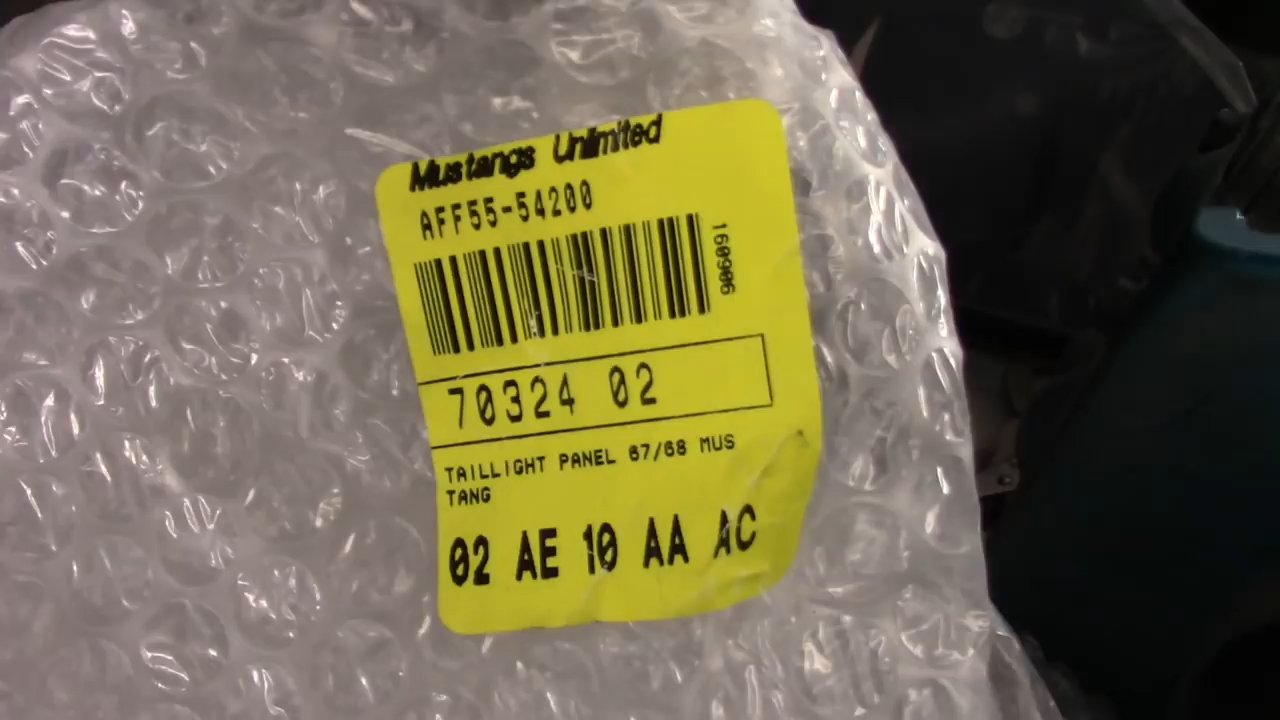 Mustangs Unlimited
AFF55-54200
160906
70324 02
TAILLIGHT PANEL 67/68 MUS
TANG
02 AE 10 AA AC